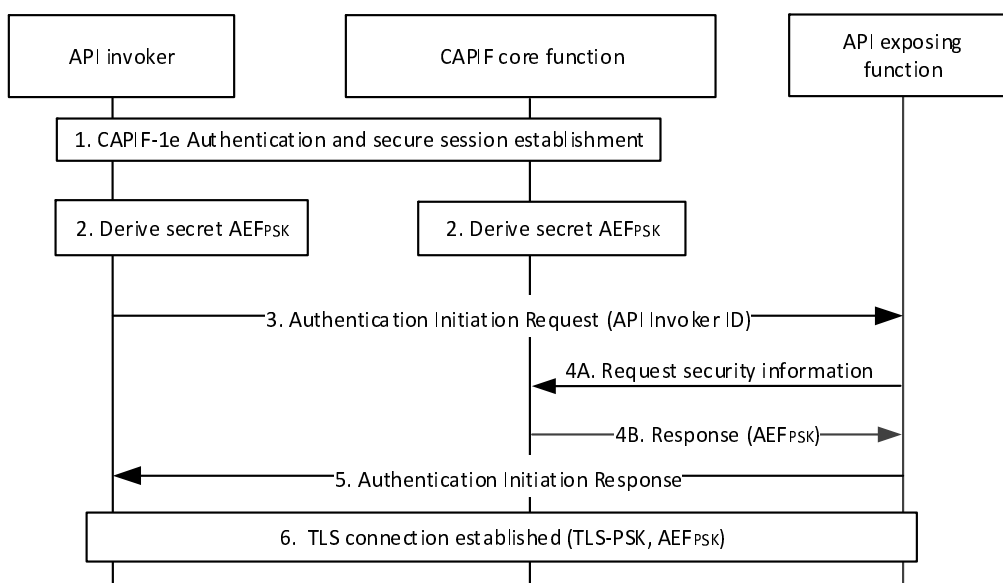 API invoker
CAPIF core function
API exposing
function
1. CAPIF-1e Authentication and secure session establishment
2. Derive secret AEFPSK
2. Derive secret AEFPSK
3. Authentication Initiation Request (API Invoker ID)
4A. Request security information
4B. Response (AEFPSK)
5. Authentication Initiation Response
6. TLS connection established (TLS-PSK, AEFPSK)